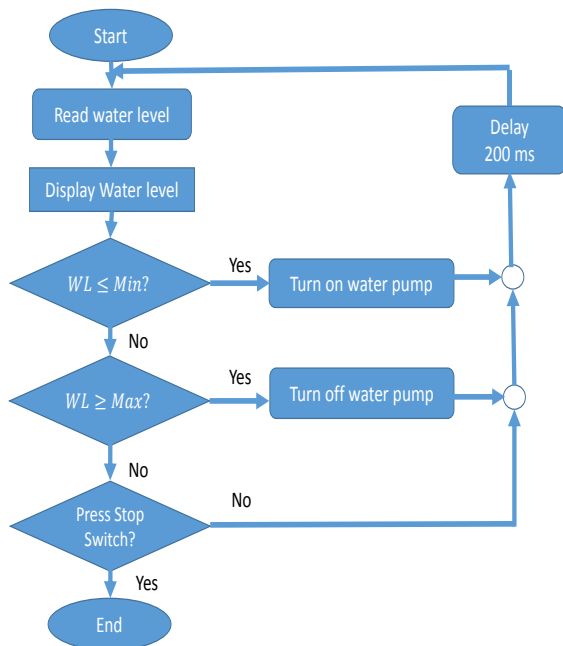 Start
Read water level
Delay
200 ms
Display Water level
WL ≤ Min?
Yes
Turn on water pump
No
WL ≥ Max?
Yes
Turn off water pump
No
Press Stop
Switch?
No
Yes
End